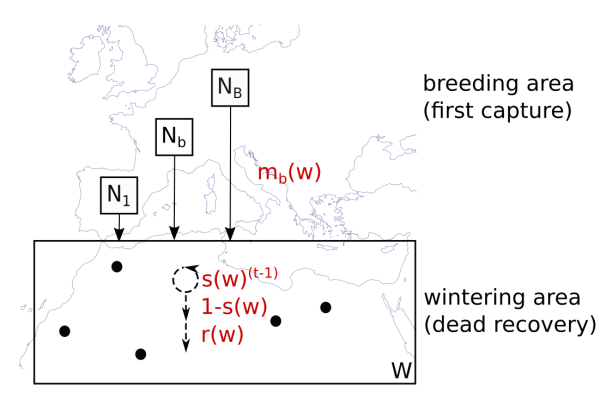 N_B
breeding area
(first capture)
N_b
m_b(w)
N_1
s(w)^(t-1)
1-s(w)
r(w)
wintering area
(dead recovery)
W